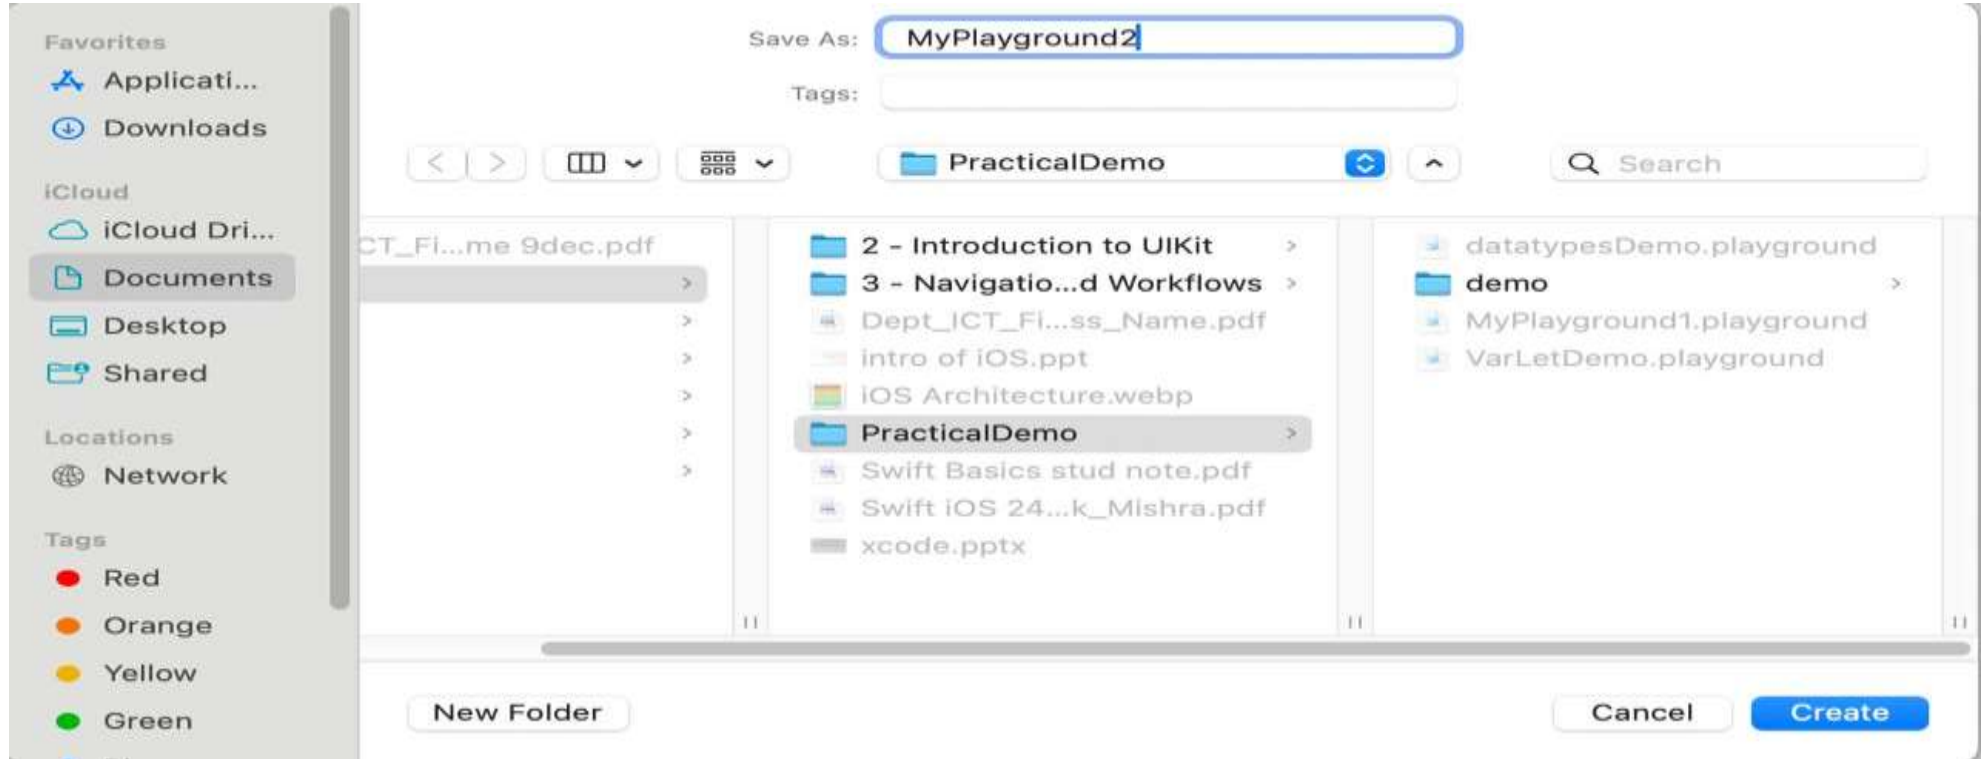 Favorites
Applicati...
Downloads
iCloud
iCloud Dri...
Documents
Desktop
Shared
Locations
Network
Tags
Red
Orange
Yellow
Green
Save As: MyPlayground2
Tags:
PracticalDemo
Search
CT_Fi...me 9dec.pdf
2 - Introduction to UIKit
3 - Navigatio...d Workflows
Dept_ICT_Fi...ss_Name.pdf
intro of iOS.ppt
iOS Architecture.webp
PracticalDemo
Swift Basics stud note.pdf
Swift iOS 24...k_Mishra.pdf
xcode.pptx
datatypesDemo.playground
demo
MyPlayground1.playground
VarLetDemo.playground
New Folder
Cancel
Create